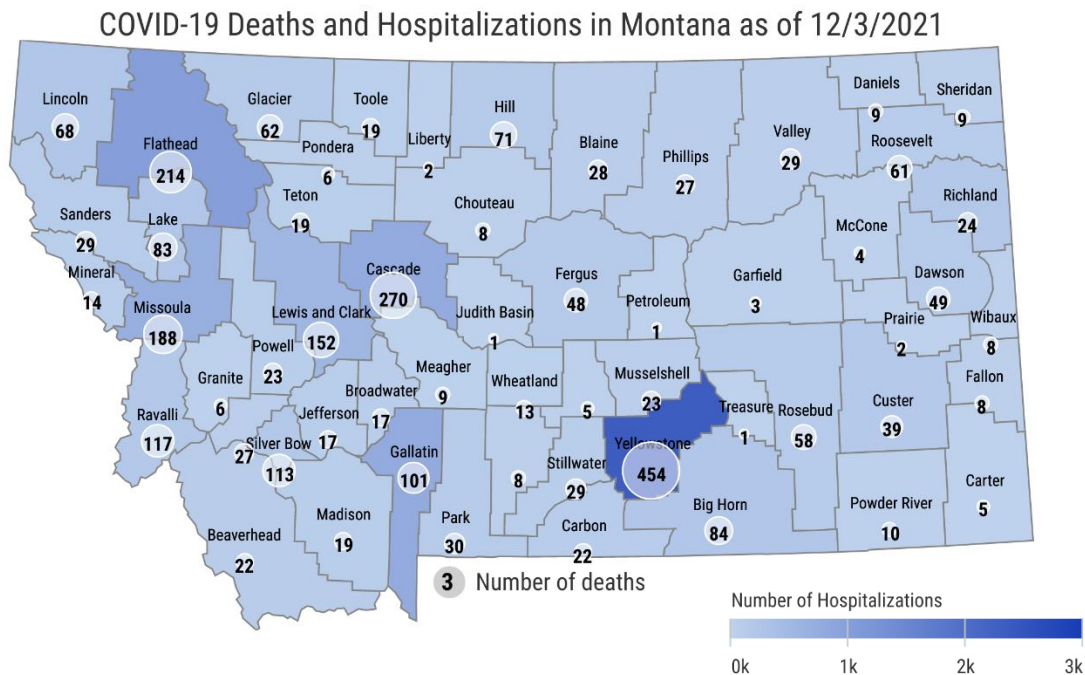 COVID-19 Deaths and Hospitalizations in Montana as of 12/3/2021
Lincoln
68
Flathead
214
Glacier
62
Toole
19
Pondera
6
Liberty
2
Hill
71
Blaine
28
Phillips
27
Valley
29
Daniels
9
Sheridan
9
Roosevelt
61
Richland
24
Sanders
29
Lake
83
Teton
19
Chouteau
8
McCone
4
Dawson
49
Mineral
14
Missoula
188
Lewis and Clark
152
Cascade
270
Judith Basin
1
Fergus
48
Petroleum
1
Garfield
3
Prairie
2
Wibaux
8
Powell
23
Granite
6
Ravalli
117
Broadwater
17
Jefferson
17
Meagher
9
Wheatland
13
5
Musselshell
23
Treasure
1
Rosebud
58
Custer
39
Fallon
8
27
Silver Bow
113
Gallatin
101
8
Stillwater
29
Yellowstone
454
Big Horn
84
Powder River
10
Carter
5
Beaverhead
22
Madison
19
Park
30
Carbon
22
3 Number of deaths
Number of Hospitalizations
0k 1k 2k 3k